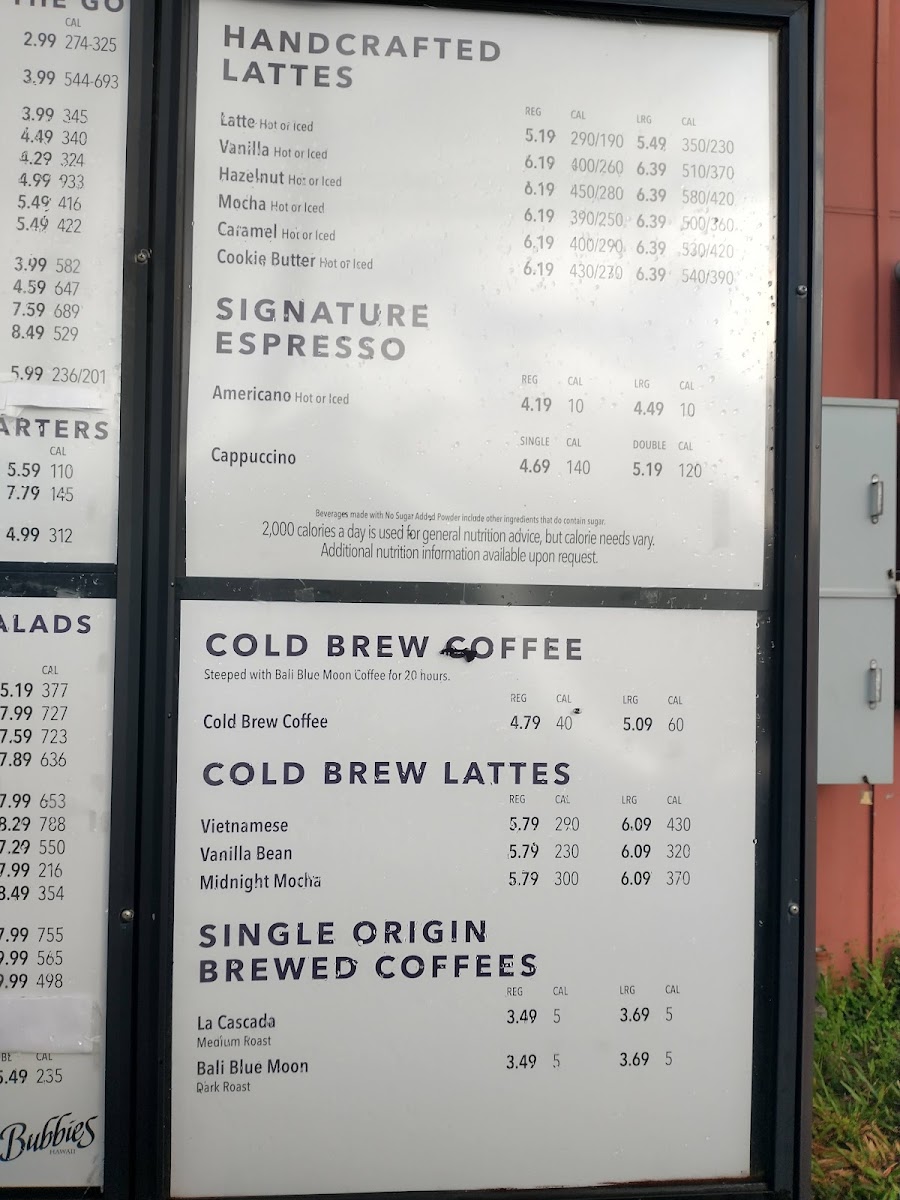 THE GO
CAL
2.99 274-325
3.99 544-693
3.99 345
4.49 340
4.29 324
4.99 933
5.49 416
5.49 422
3.99 582
4.59 647
7.59 689
8.49 529
5.99 236/201
ARTERS
CAL
5.59 110
7.79 145
4.99 312
ALADS
CAL
5.19 377
7.99 727
7.59 723
7.89 636
7.99 653
8.29 788
7.29 550
7.99 216
8.49 354
7.99 755
9.99 565
9.99 498
CAL
5.49 235
Bubbies
HAWAII
HANDCRAFTED
LATTES
REG CAL LRG CAL
Latte Hot or Iced 5.19 290/190 5.49 350/230
Vanilla Hot or Iced 6.19 400/260 6.39 510/370
Hazelnut Hot or Iced 6.19 450/280 6.39 580/420
Mocha Hot or Iced 6.19 390/250 6.39 500/360
Caramel Hot or Iced 6.19 400/290 6.39 530/420
Cookie Butter Hot or Iced 6.19 430/230 6.39 540/390
SIGNATURE
ESPRESSO
REG CAL LRG CAL
Americano Hot or Iced 4.19 10 4.49 10
SINGLE CAL DOUBLE CAL
Cappuccino 4.69 140 5.19 120
Beverages made with No Sugar Added Powder include other ingredients that do contain sugar.
2,000 calories a day is used for general nutrition advice, but calorie needs vary.
Additional nutrition information available upon request.
COLD BREW COFFEE
Steeped with Bali Blue Moon Coffee for 20 hours.
REG CAL LRG CAL
Cold Brew Coffee 4.79 40 5.09 60
COLD BREW LATTES
REG CAL LRG CAL
Vietnamese 5.79 290 6.09 430
Vanilla Bean 5.79 230 6.09 320
Midnight Mocha 5.79 300 6.09 370
SINGLE ORIGIN
BREWED COFFEES
REG CAL LRG CAL
La Cascada 3.49 5 3.69 5
Medium Roast
Bali Blue Moon 3.49 5 3.69 5
Dark Roast